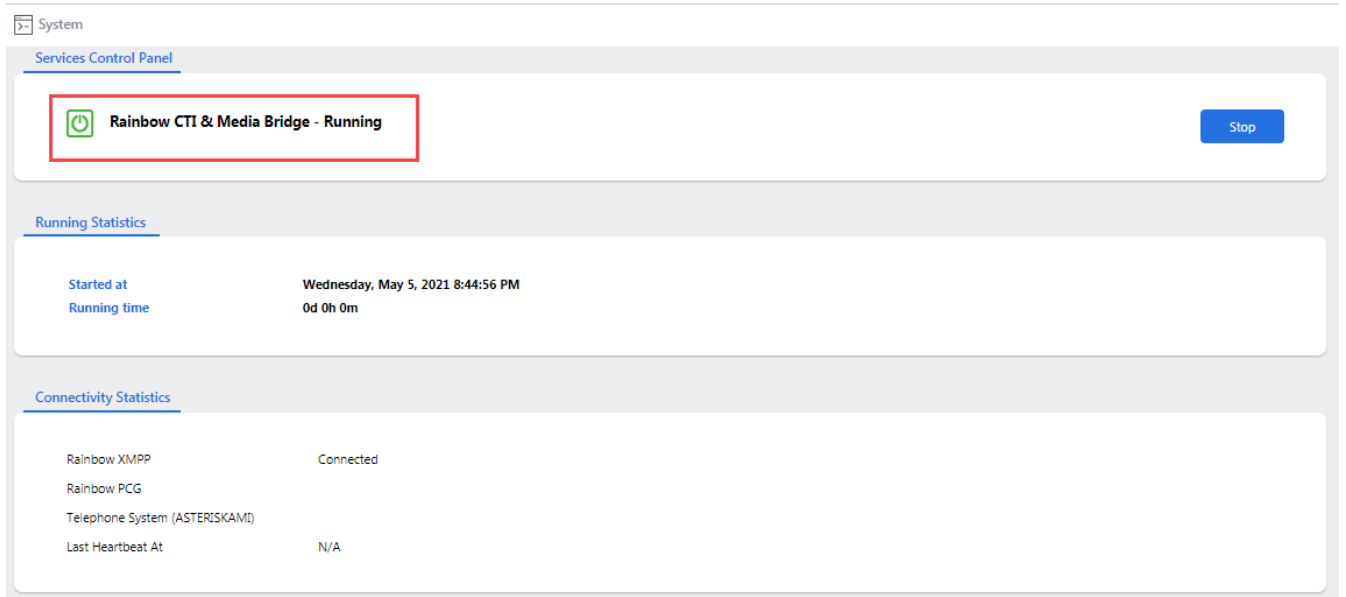 System
Services Control Panel
Rainbow CTI & Media Bridge - Running
Stop
Running Statistics
Started at Wednesday, May 5, 2021 8:44:56 PM
Running time 0d 0h 0m
Connectivity Statistics
Rainbow XMPP Connected
Rainbow PCG
Telephone System (ASTERISKAMI)
Last Heartbeat At N/A